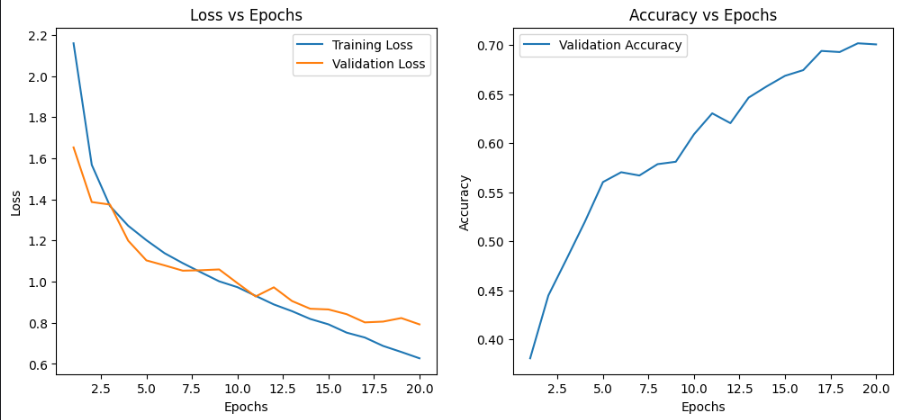 Loss vs Epochs
2.2
2.0
1.8
1.6
1.4
1.2
1.0
0.8
0.6
Loss
Training Loss
Validation Loss
2.5 5.0 7.5 10.0 12.5 15.0 17.5 20.0
Epochs
Accuracy vs Epochs
0.70
0.65
0.60
0.55
0.50
0.45
0.40
Accuracy
Validation Accuracy
2.5 5.0 7.5 10.0 12.5 15.0 17.5 20.0
Epochs